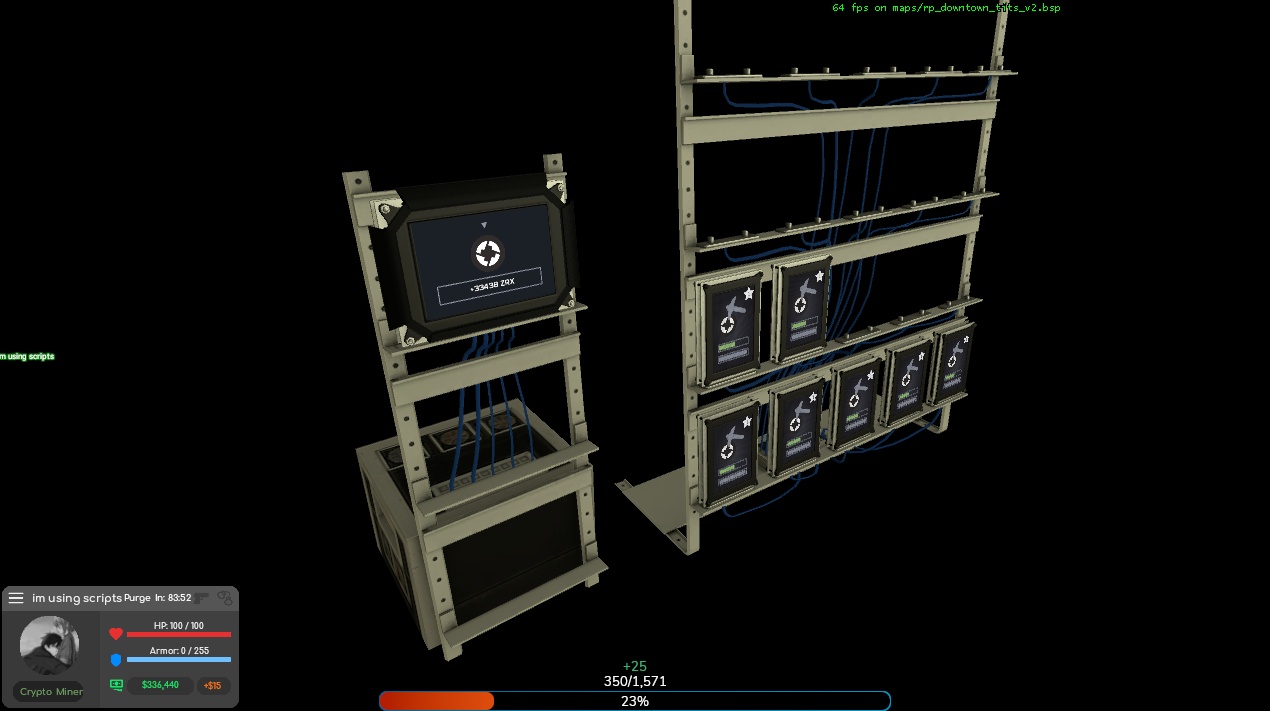 64 fps on maps/rp_downtown_tits_v2.bsp
+33438 ZRX
m using scripts
im using scripts Purge In: 83:52
HP: 100 / 100
Armor: 0 / 255
$336,440 +$15
Crypto Miner
+25
350/1,571
23%